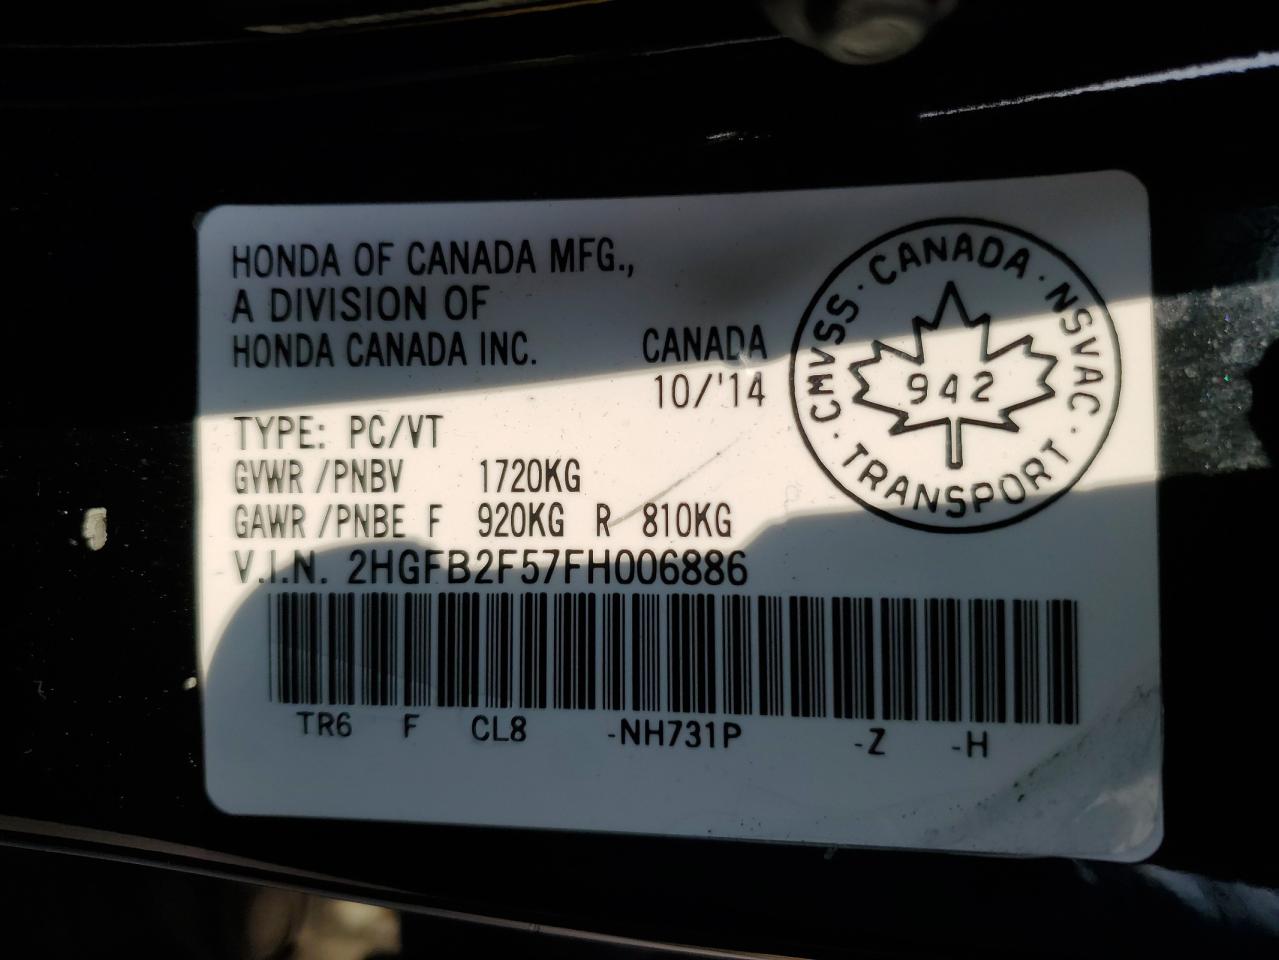 HONDA OF CANADA MFG.,
A DIVISION OF
HONDA CANADA INC. CANADA
10/'14
TYPE: PC/VT
GVWR /PNBV 1720KG
GAWR /PNBE F 920KG R 810KG
V.I.N. 2HGFB2F57FH006886
TR6 F CL8 -NH731P -Z -H
CMVSS · CANADA · NSVAC ·
942
TRANSPORT ·